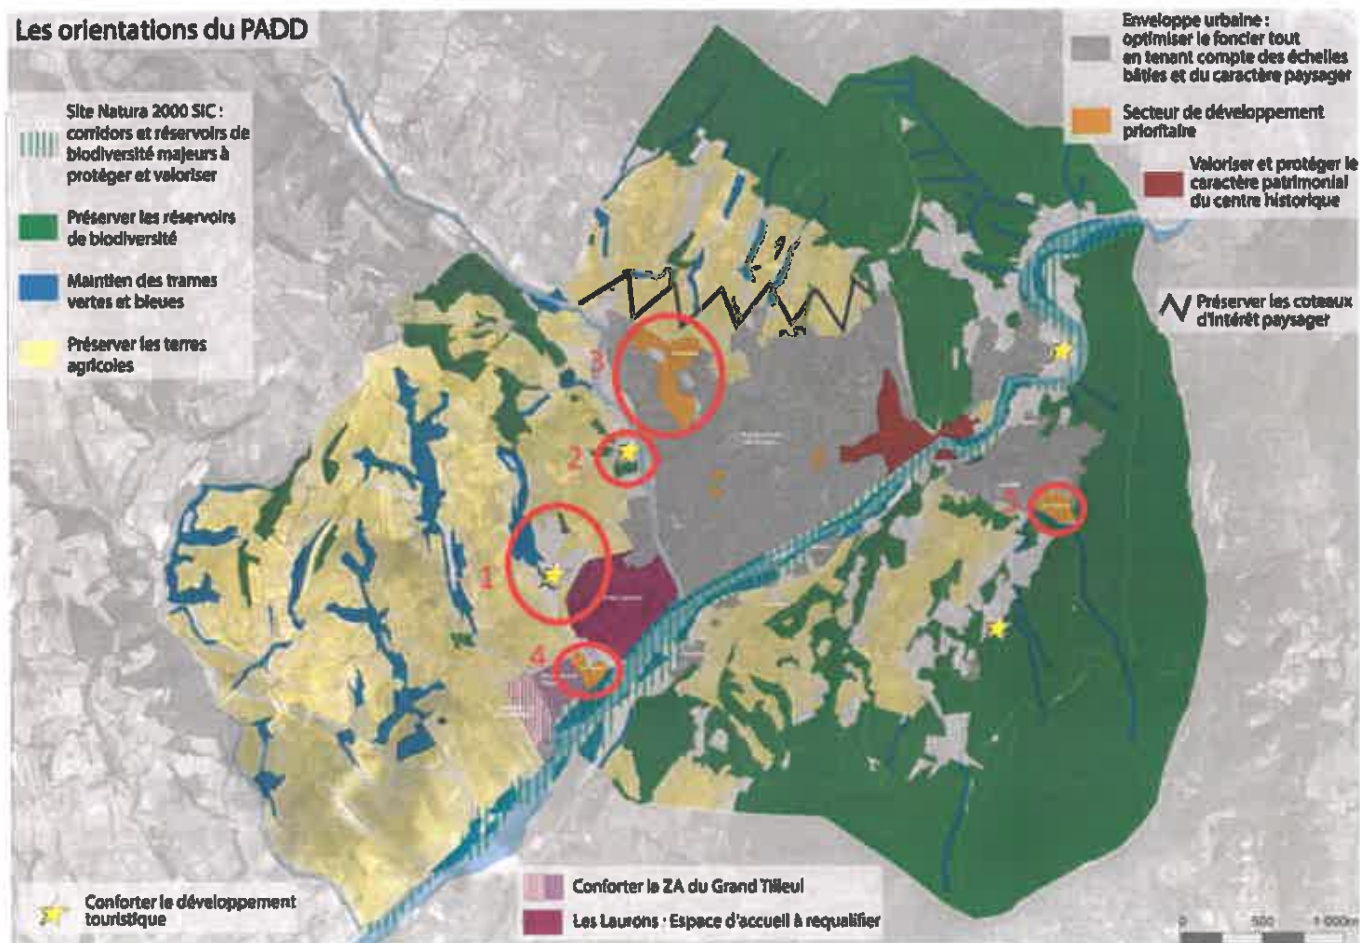 Les orientations du PADD
Site Natura 2000 SIC :
corridors et réservoirs de
biodiversité majeurs à
protéger et valoriser
Préserver les réservoirs
de biodiversité
Maintien des trames
vertes et bleues
Préserver les terres
agricoles
Enveloppe urbaine :
optimiser le foncier tout
en tenant compte des échelles
bâties et du caractère paysager
Secteur de développement
prioritaire
Valoriser et protéger le
caractère patrimonial
du centre historique
Préserver les coteaux
d'intérêt paysager
3
2
5
1
4
Conforter le développement
touristique
Conforter la ZA du Grand Tilleul
Les Laurons : Espace d'accueil à requalifier
0 500 1 000m